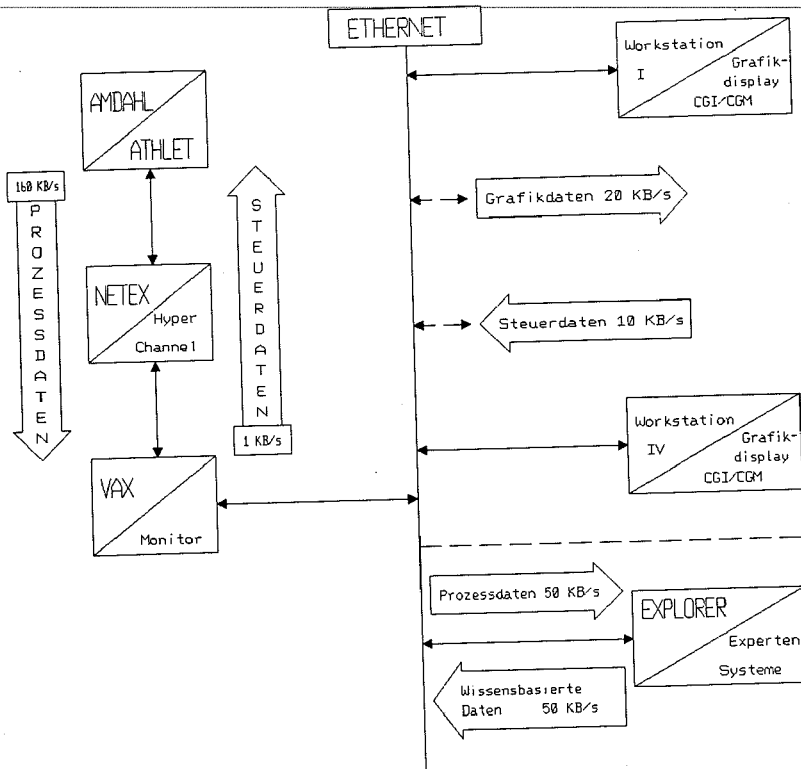 ETHERNET
Workstation
I
Grafik-
display
CGI/CGM
AMDAHL
ATHLET
160 KB/s
PROZESSDATEN
STEUERDATEN
1 KB/s
Grafikdaten 20 KB/s
NETEX
Hyper
Channel
Steuerdaten 10 KB/s
Workstation
IV
Grafik-
display
CGI/CGM
VAX
Monitor
Prozessdaten 50 KB/s
EXPLORER
Experten
Systeme
Wissensbasierte
Daten 50 KB/s